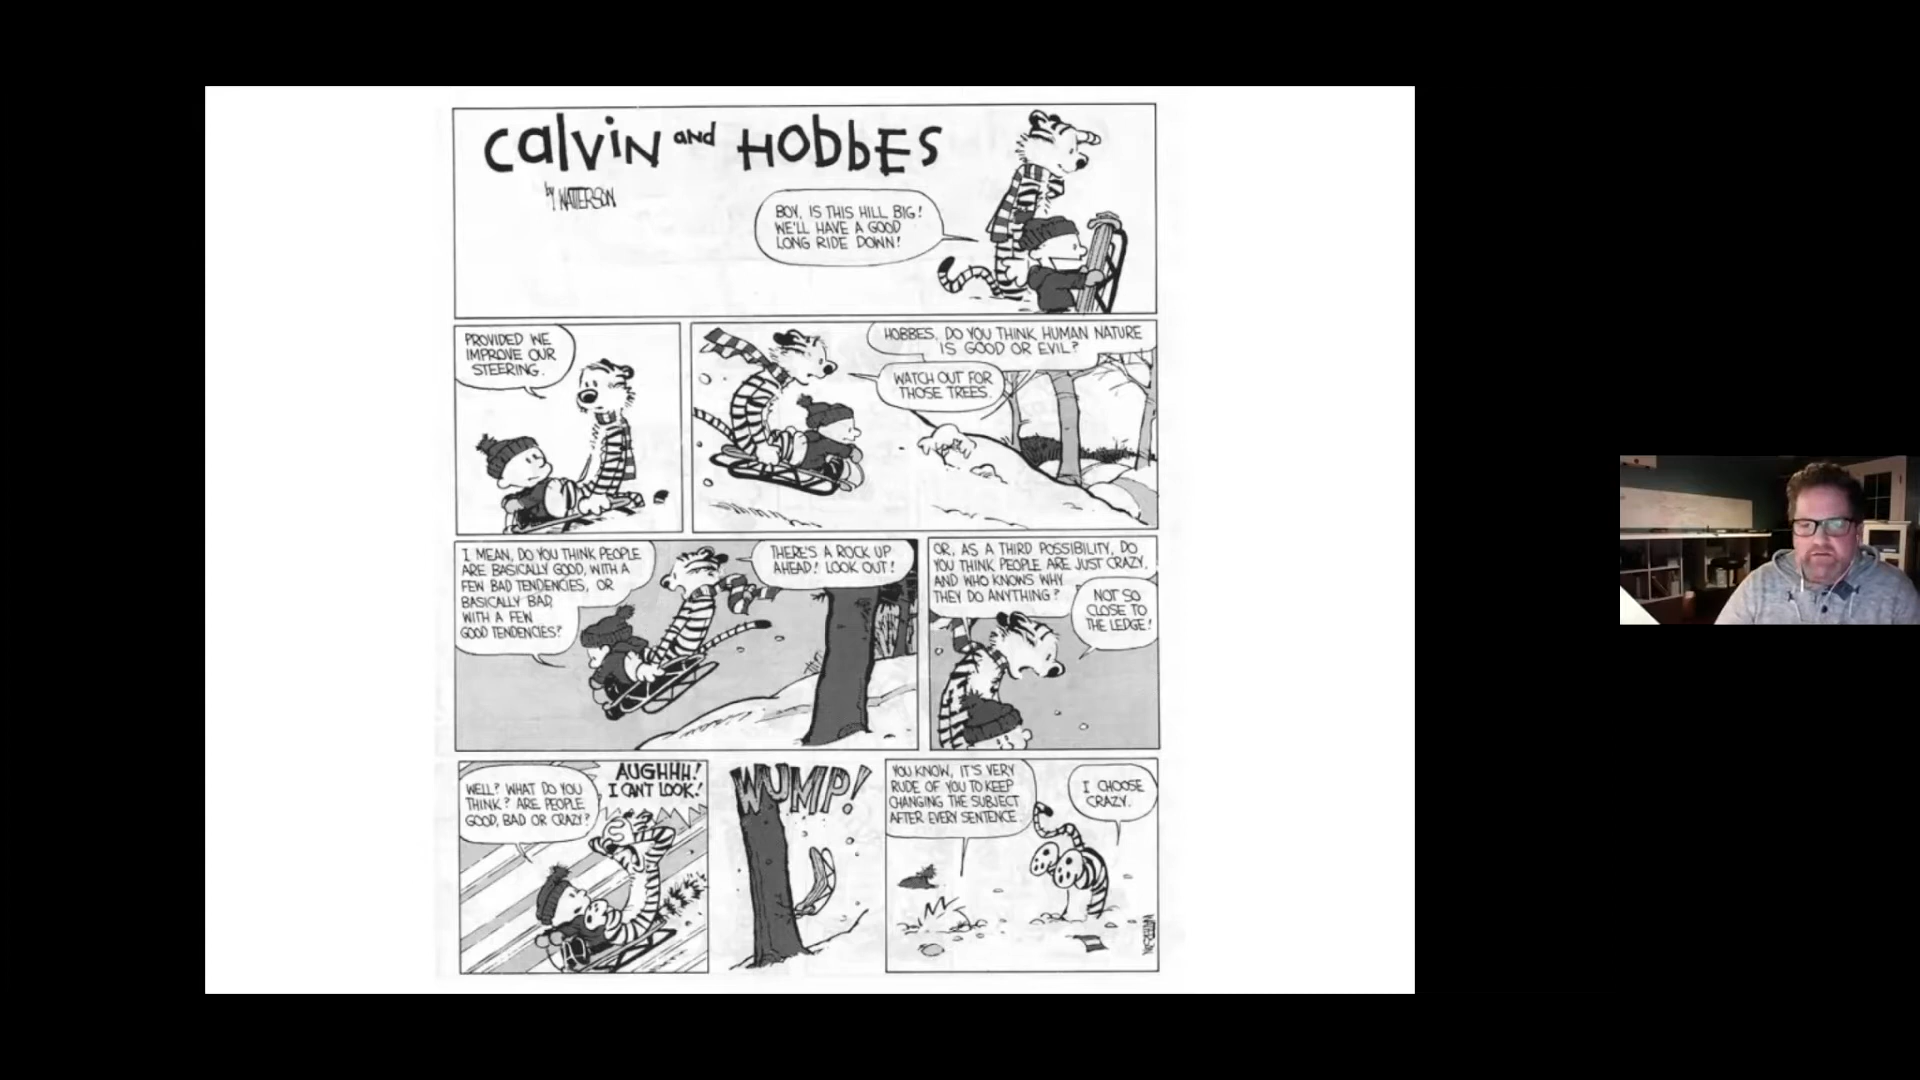 Calvin and HobbEs
by WATTERSON
BOY, IS THIS HILL BIG!
WE'LL HAVE A GOOD
LONG RIDE DOWN!
PROVIDED WE
IMPROVE OUR
STEERING.
HOBBES, DO YOU THINK HUMAN NATURE
IS GOOD OR EVIL?
WATCH OUT FOR
THOSE TREES.
I MEAN, DO YOU THINK PEOPLE
ARE BASICALLY GOOD, WITH A
FEW BAD TENDENCIES, OR
BASICALLY BAD,
WITH A FEW
GOOD TENDENCIES?
THERE'S A ROCK UP
AHEAD! LOOK OUT!
OR, AS A THIRD POSSIBILITY, DO
YOU THINK PEOPLE ARE JUST CRAZY,
AND WHO KNOWS WHY
THEY DO ANYTHING?
NOT SO
CLOSE TO
THE LEDGE!
WELL? WHAT DO YOU
THINK? ARE PEOPLE
GOOD, BAD OR CRAZY?
AUGHHH!
I CAN'T LOOK!
WUMP!
YOU KNOW, IT'S VERY
RUDE OF YOU TO KEEP
CHANGING THE SUBJECT
AFTER EVERY SENTENCE.
I CHOOSE
CRAZY.
WATTERSON